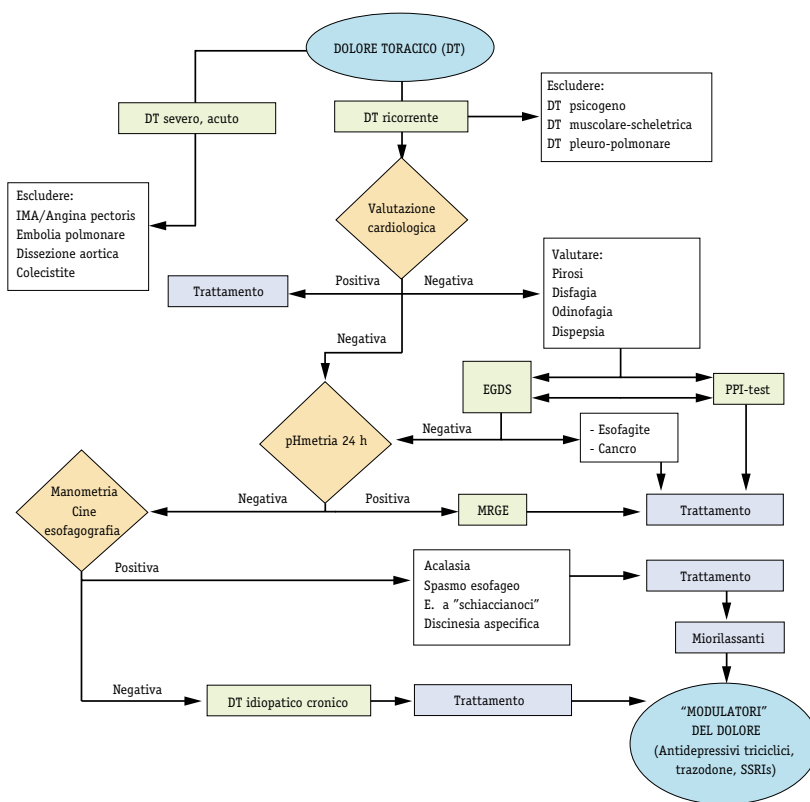 DOLORE TORACICO (DT)
DT severo, acuto
DT ricorrente
Escludere:
DT psicogeno
DT muscolare-scheletrica
DT pleuro-polmonare
Escludere:
IMA/Angina pectoris
Embolia polmonare
Dissezione aortica
Colecistite
Valutazione
cardiologica
Trattamento
Positiva
Negativa
Valutare:
Pirosi
Disfagia
Odinofagia
Dispepsia
Negativa
EGDS
PPI-test
pHmetria 24 h
Negativa
- Esofagite
- Cancro
Manometria
Cine
esofagografia
Negativa
Positiva
MRGE
Trattamento
Positiva
Acalasia
Spasmo esofageo
E. a "schiaccianoci"
Discinesia aspecifica
Trattamento
Miorilassanti
Negativa
DT idiopatico cronico
Trattamento
"MODULATORI"
DEL DOLORE
(Antidepressivi triciclici,
trazodone, SSRIs)